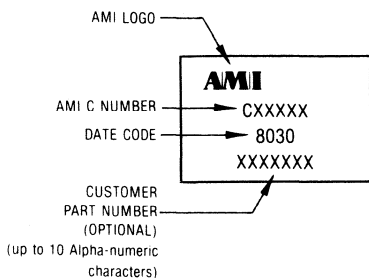 AMI LOGO
AMI
AMI C NUMBER
CXXXXX
DATE CODE
8030
XXXXXXX
CUSTOMER
PART NUMBER
(OPTIONAL)
(up to 10 Alpha-numeric
characters)